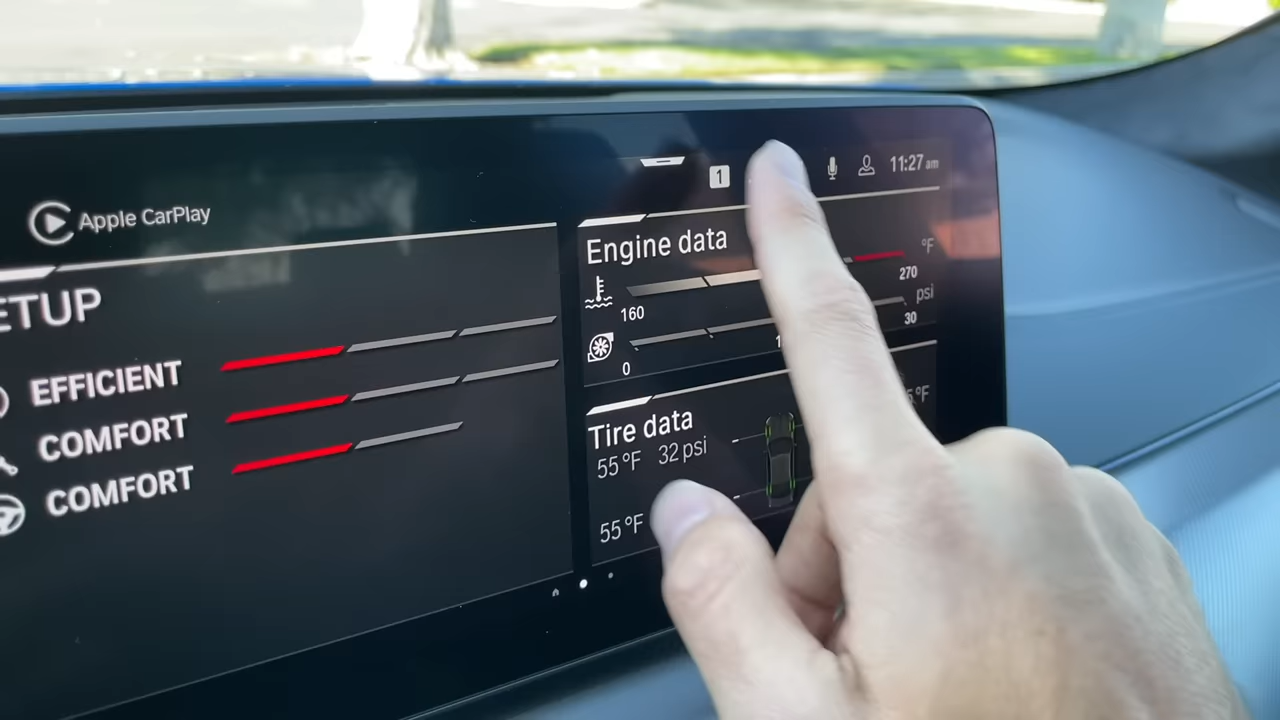 1
11:27 am
Apple CarPlay
Engine data
°F
160
270
psi
0
30
EFFICIENT
COMFORT
COMFORT
Tire data
55 °F 32 psi
55 °F